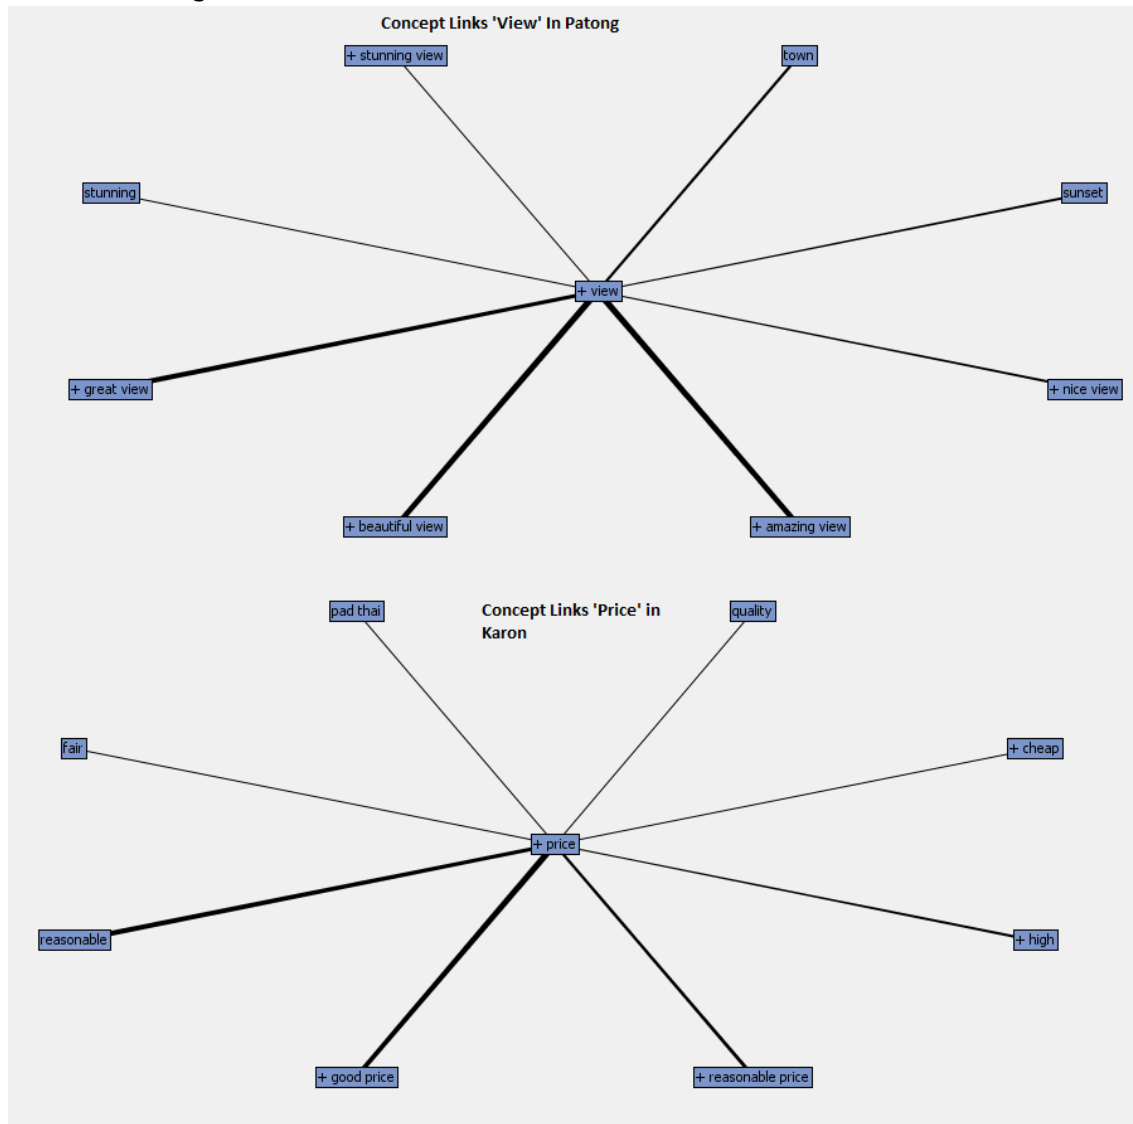 Concept Links 'View' In Patong
+ stunning view
town
stunning
sunset
+ view
+ great view
+ nice view
+ beautiful view
+ amazing view
pad thai
Concept Links 'Price' in
Karon
quality
fair
+ cheap
+ price
reasonable
+ high
+ good price
+ reasonable price